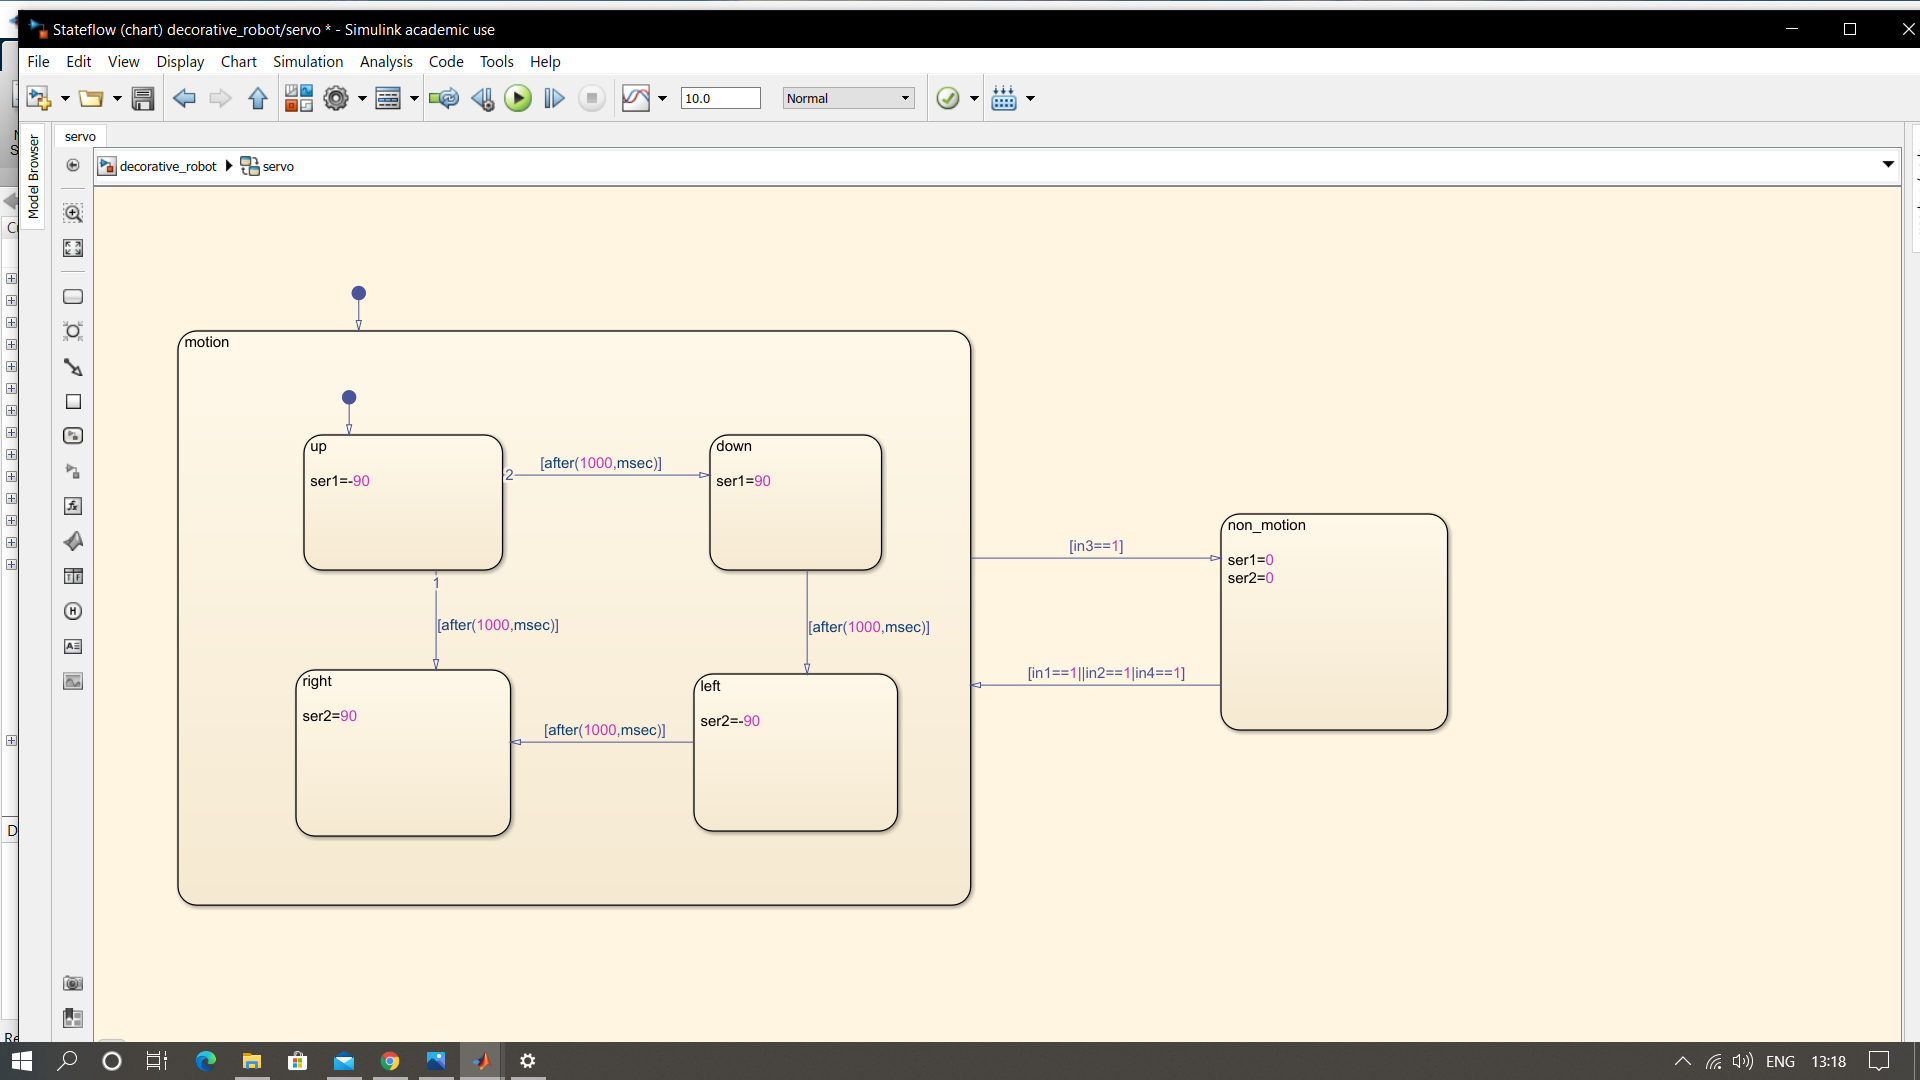 Stateflow (chart) decorative_robot/servo * - Simulink academic use
File Edit View Display Chart Simulation Analysis Code Tools Help
10.0 Normal
servo
Model Browser
decorative_robot servo
motion
up
ser1=-90
2
[after(1000,msec)]
down
ser1=90
1
[after(1000,msec)]
[after(1000,msec)]
right
ser2=90
[after(1000,msec)]
left
ser2=-90
[in3==1]
non_motion
ser1=0
ser2=0
[in1==1||in2==1|in4==1]
ENG 13:18